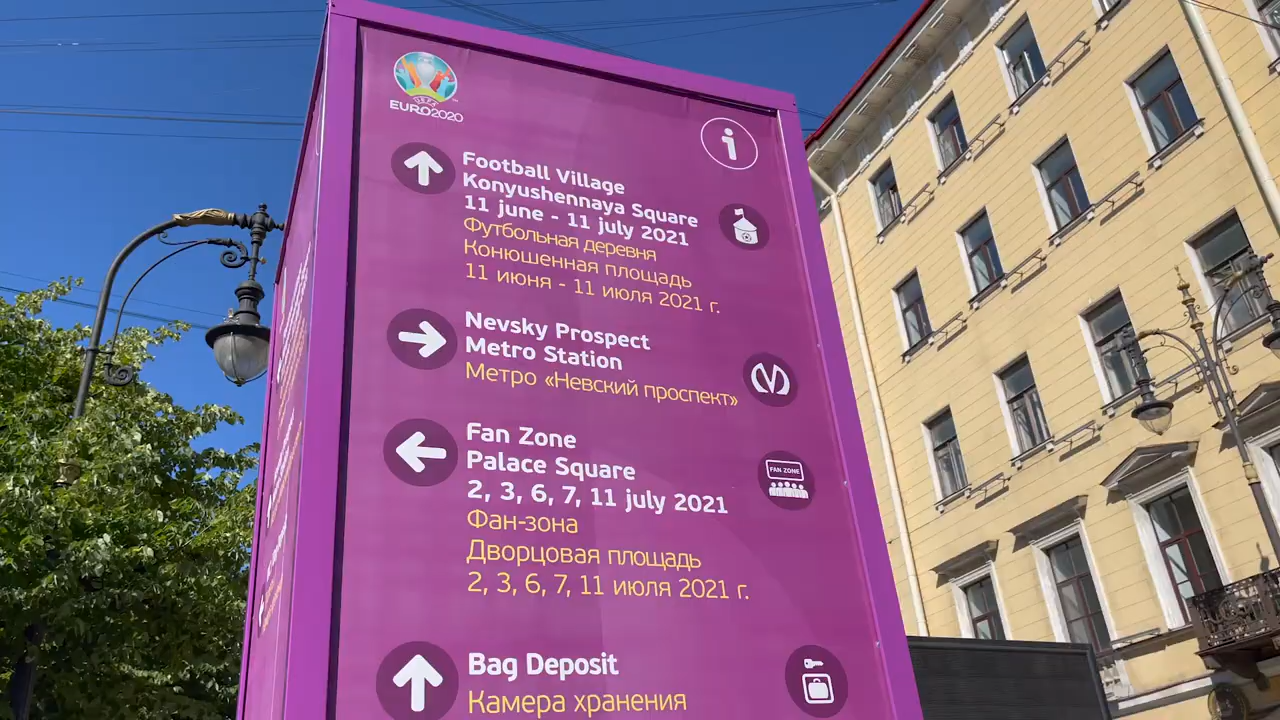 UEFA
EURO2020
i
Football Village
Konyushennaya Square
11 june - 11 july 2021
Футбольная деревня
Конюшенная площадь
11 июня - 11 июля 2021 г.
Nevsky Prospect
Metro Station
Метро «Невский проспект»
Fan Zone
Palace Square
2, 3, 6, 7, 11 july 2021
FAN ZONE
Фан-зона
Дворцовая площадь
2, 3, 6, 7, 11 июля 2021 г.
Bag Deposit
Камера хранения